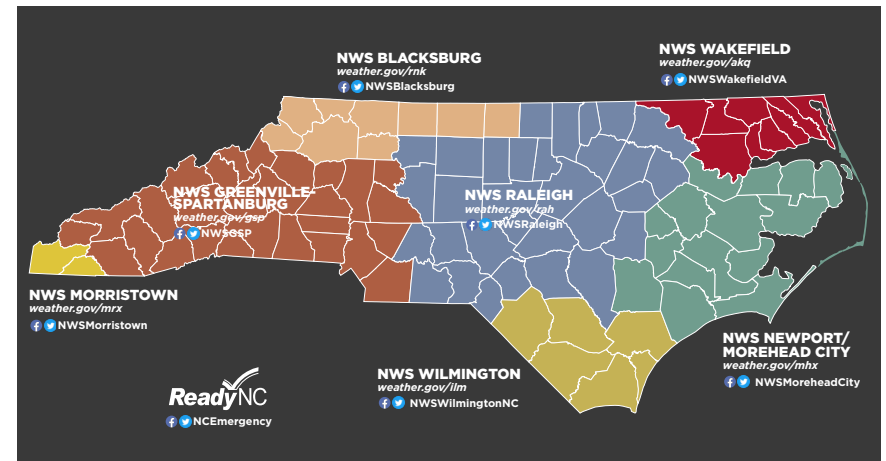 NWS BLACKSBURG
weather.gov/rnk
NWSBlacksburg
NWS WAKEFIELD
weather.gov/akq
NWSWakefieldVA
NWS GREENVILLE-
SPARTANBURG
weather.gov/gsp
NWSGSP
NWS RALEIGH
weather.gov/rah
NWSRaleigh
NWS MORRISTOWN
weather.gov/mrx
NWSMorristown
NWS NEWPORT/
MOREHEAD CITY
weather.gov/mhx
NWSMoreheadCity
NWS WILMINGTON
weather.gov/ilm
NWSWilmingtonNC
ReadyNC
NCEmergency